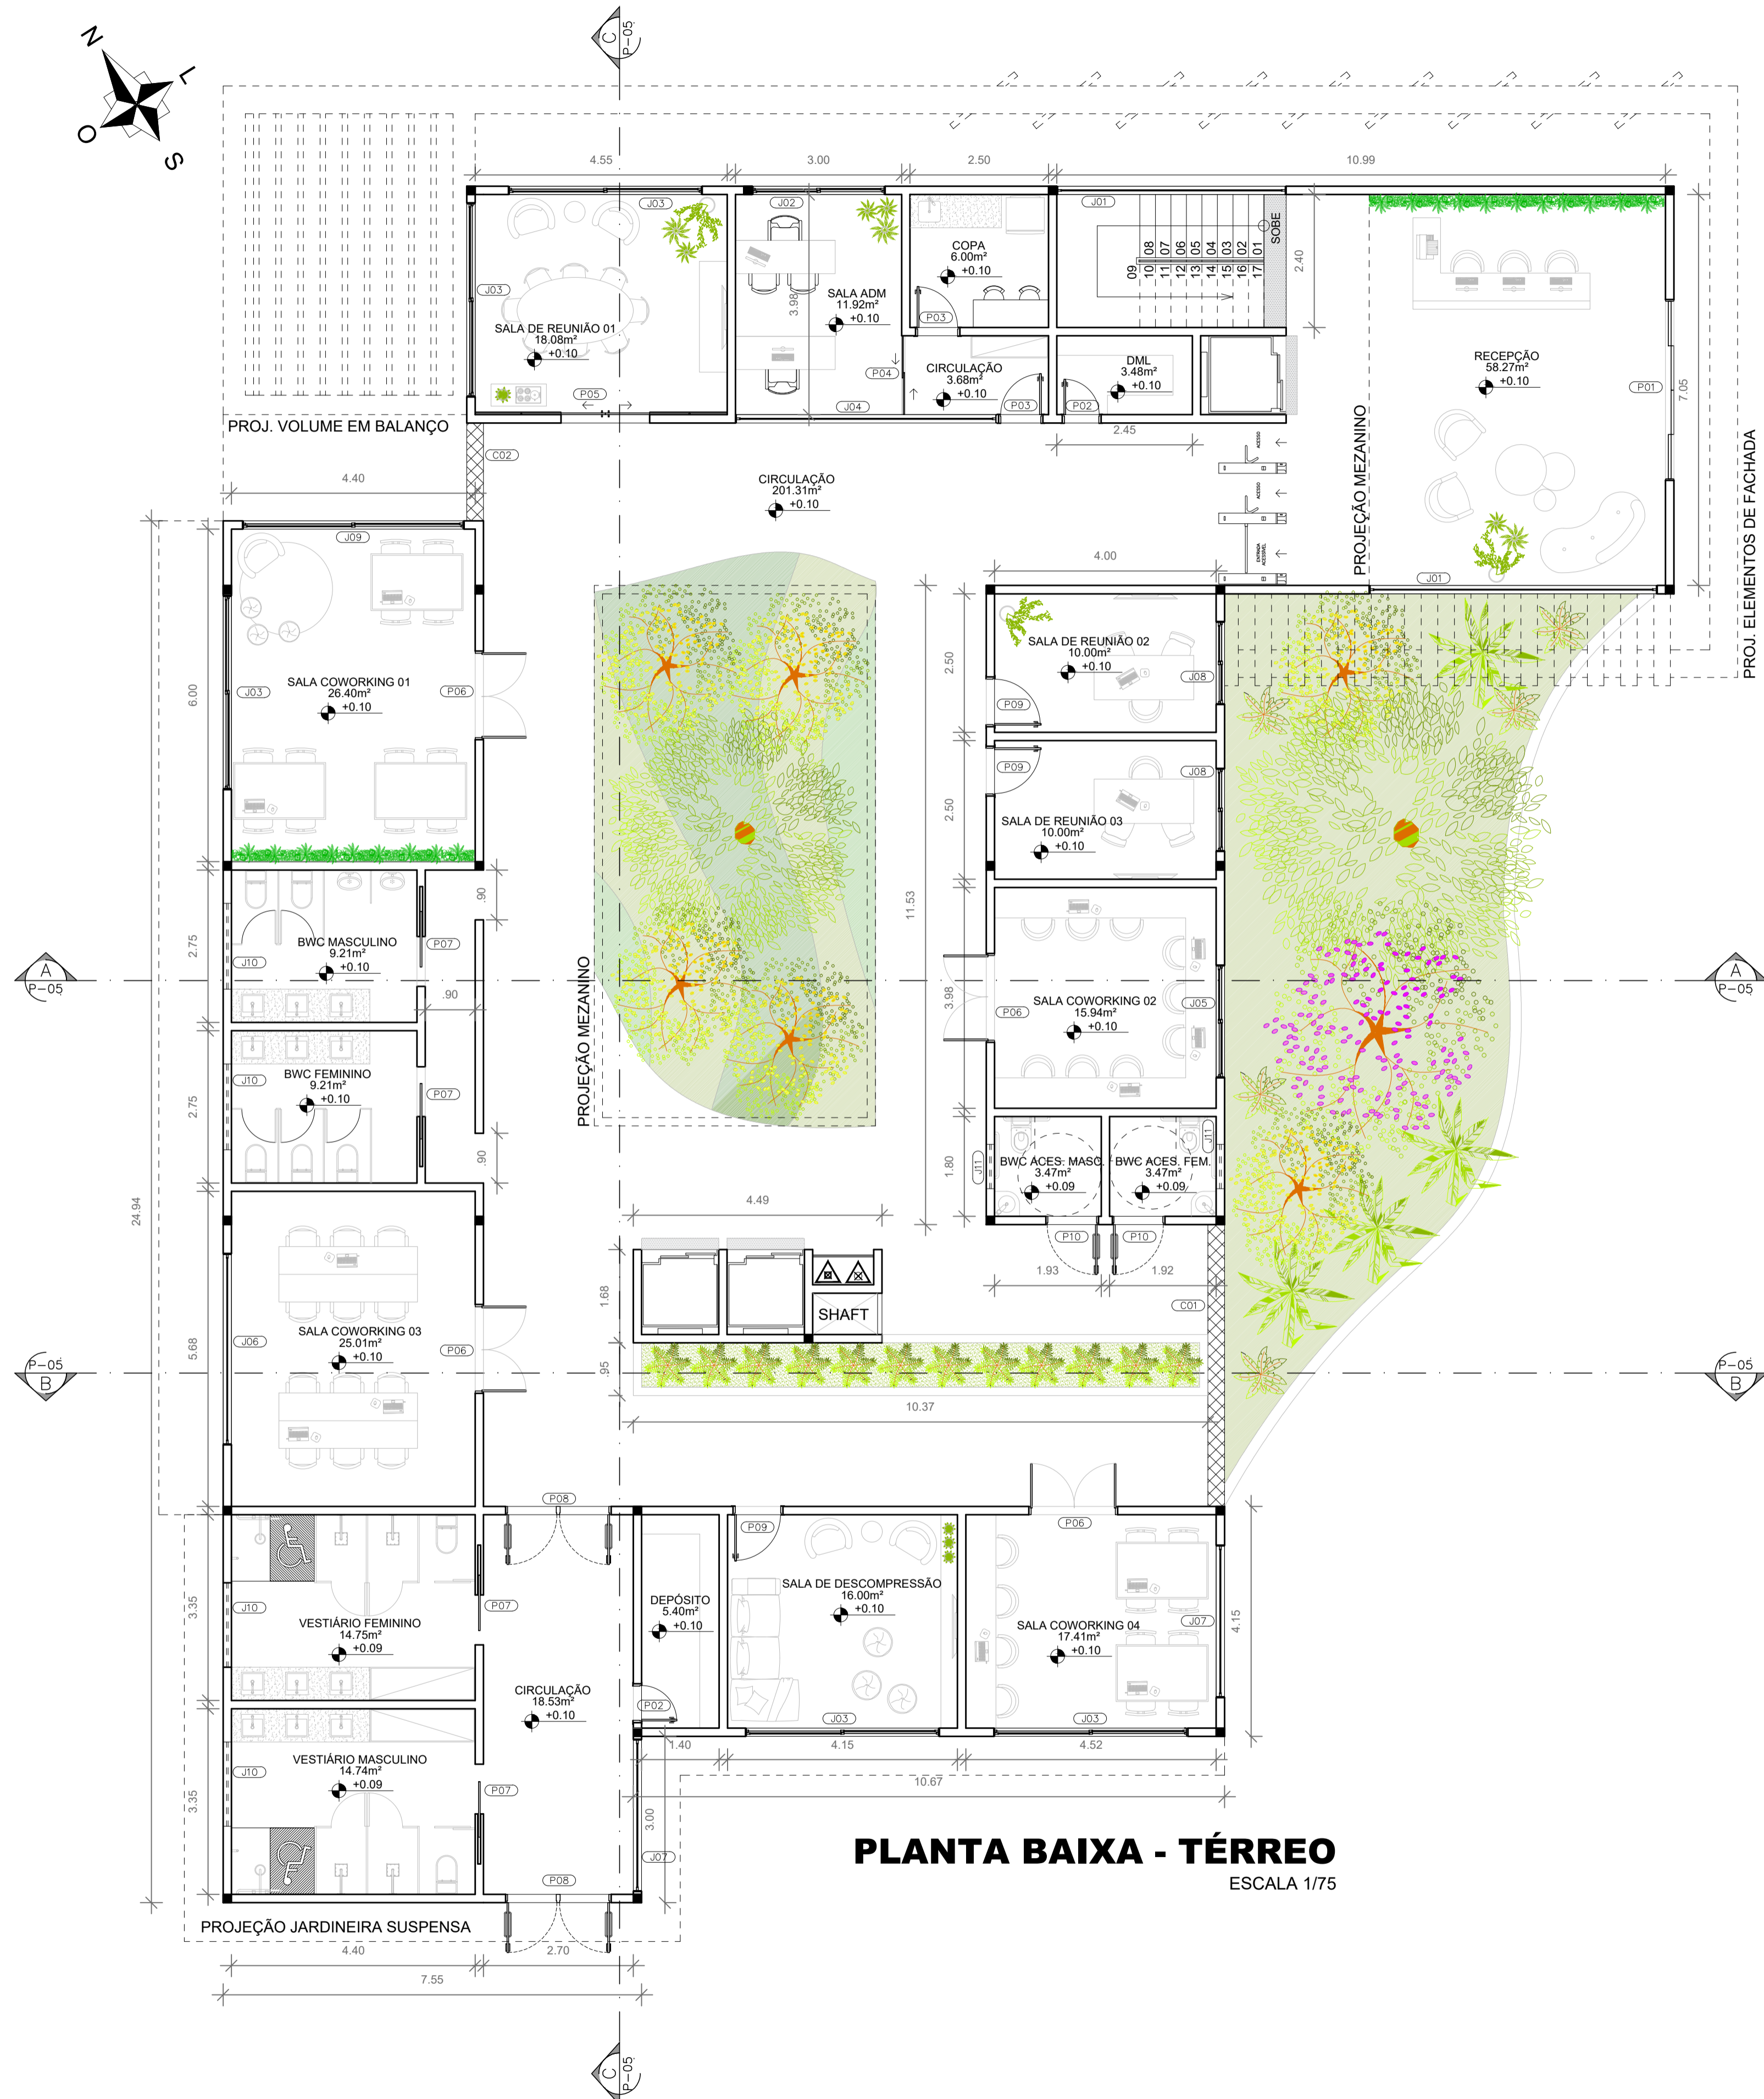 C
P-05
N
L
O
S
4.55
3.00
2.50
10.99
J03
J02
J01
SOBE
09
10 08
11 07
12 06
13 05
14 04
15 03
16 02
17 01
2.40
COPA
6.00m²
+0.10
J03
3.98
SALA ADM
11.92m²
+0.10
P03
SALA DE REUNIÃO 01
18.08m²
+0.10
RECEPÇÃO
58.27m²
+0.10
P01
7.05
CIRCULAÇÃO
3.68m²
+0.10
DML
3.48m²
+0.10
P04
P05
J04
P03
P02
PROJ. VOLUME EM BALANÇO
2.45
C02
PROJEÇÃO MEZANINO
PROJ. ELEMENTOS DE FACHADA
ACESSO
ACESSO
ENTRADA
ACESSÍVEL
4.40
CIRCULAÇÃO
201.31m²
+0.10
J09
4.00
J01
SALA DE REUNIÃO 02
10.00m²
+0.10
2.50
J08
P09
6.00
SALA COWORKING 01
26.40m²
+0.10
J03
P06
P09
J08
2.50
SALA DE REUNIÃO 03
10.00m²
+0.10
11.53
.90
2.75
BWC MASCULINO
9.21m²
+0.10
J10
P07
A
P-05
A
P-05
.90
3.98
SALA COWORKING 02
15.94m²
+0.10
P06
J05
PROJEÇÃO MEZANINO
2.75
BWC FEMININO
9.21m²
+0.10
J10
P07
.90
1.80
J11
BWC ACES. MASC.
3.47m²
+0.09
BWC ACES. FEM.
3.47m²
+0.09
J11
24.94
4.49
P10
P10
1.93
1.92
1.68
SHAFT
C01
5.68
SALA COWORKING 03
25.01m²
+0.10
J06
P06
.95
P-05
B
P-05
B
10.37
P08
P09
P06
3.35
VESTIÁRIO FEMININO
14.75m²
+0.09
J10
P07
DEPÓSITO
5.40m²
+0.10
SALA DE DESCOMPRESSÃO
16.00m²
+0.10
SALA COWORKING 04
17.41m²
+0.10
J07
4.15
CIRCULAÇÃO
18.53m²
+0.10
P02
J03
J03
1.40
4.15
4.52
3.35
VESTIÁRIO MASCULINO
14.74m²
+0.09
J10
P07
10.67
3.00
J07
P08
PLANTA BAIXA - TÉRREO
ESCALA 1/75
PROJEÇÃO JARDINEIRA SUSPENSA
4.40
2.70
7.55
C
P-05